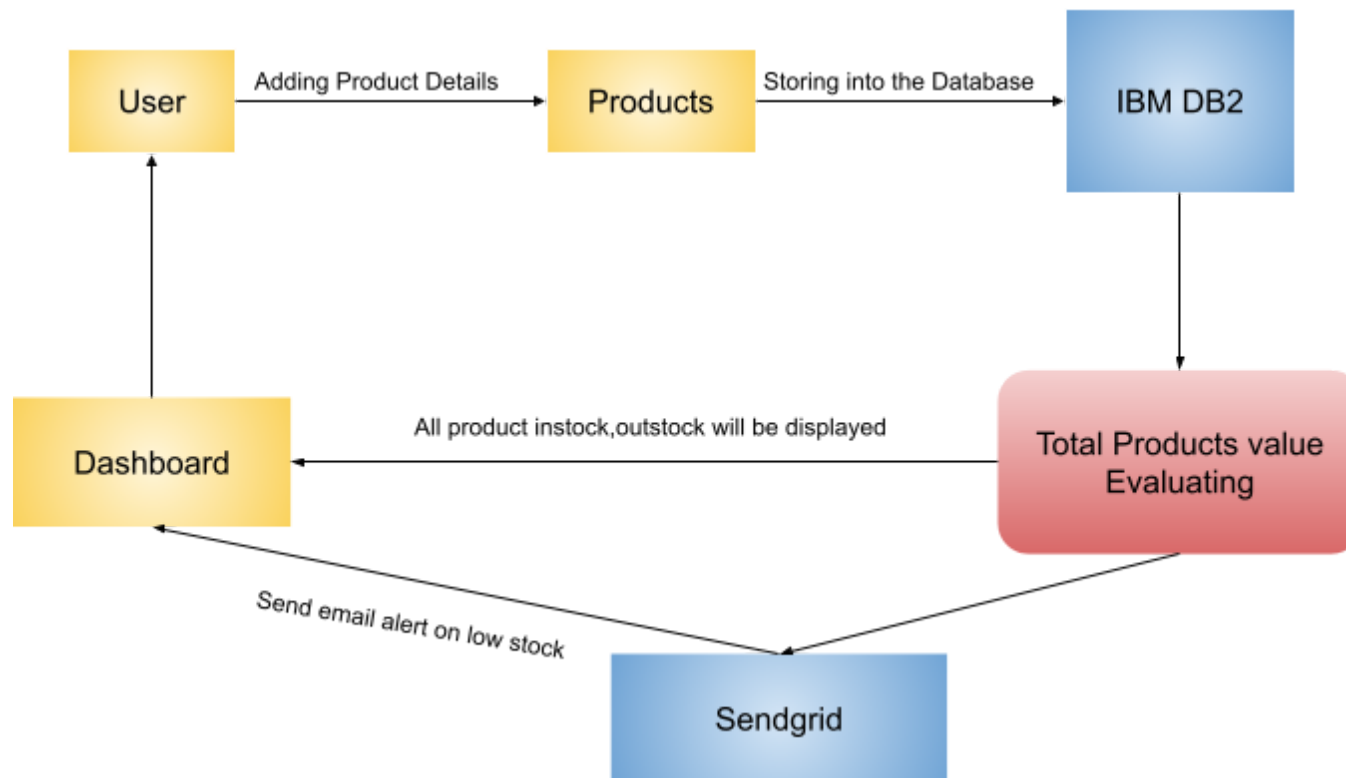 User
Adding Product Details
Products
Storing into the Database
IBM DB2
Dashboard
All product instock,outstock will be displayed
Total Products value
Evaluating
Send email alert on low stock
Sendgrid